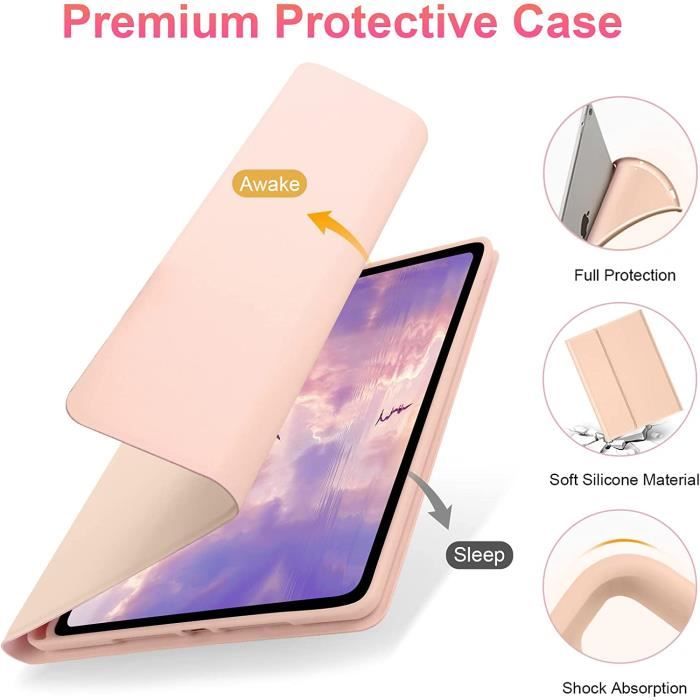 Premium Protective Case
Awake
Full Protection
Soft Silicone Material
Sleep
Shock Absorption